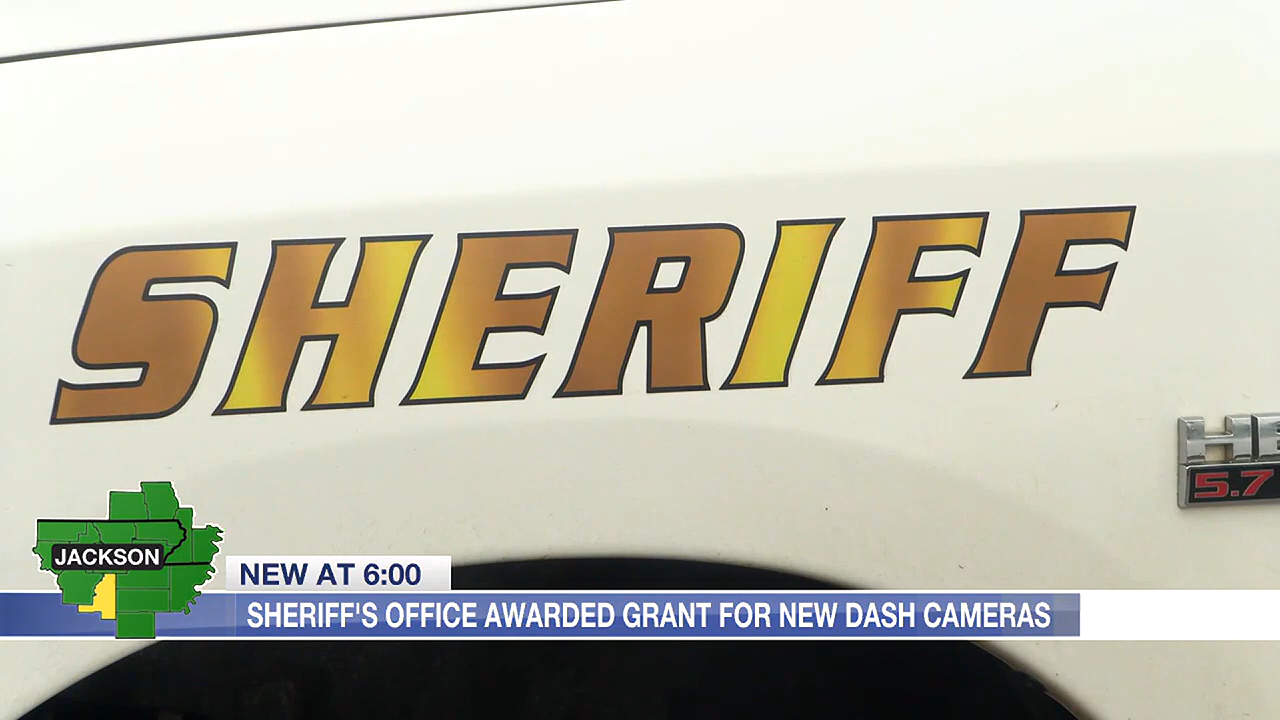 SHERIFF
5.7
JACKSON
NEW AT 6:00
SHERIFF'S OFFICE AWARDED GRANT FOR NEW DASH CAMERAS